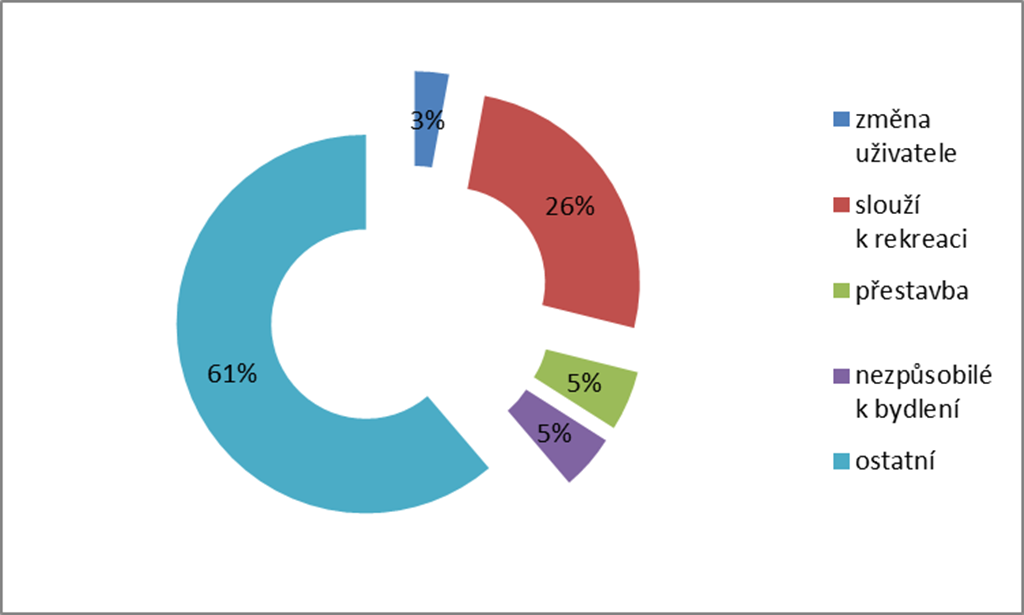 3%
26%
5%
5%
61%
změna
uživatele
slouží
k rekreaci
přestavba
nezpůsobilé
k bydlení
ostatní